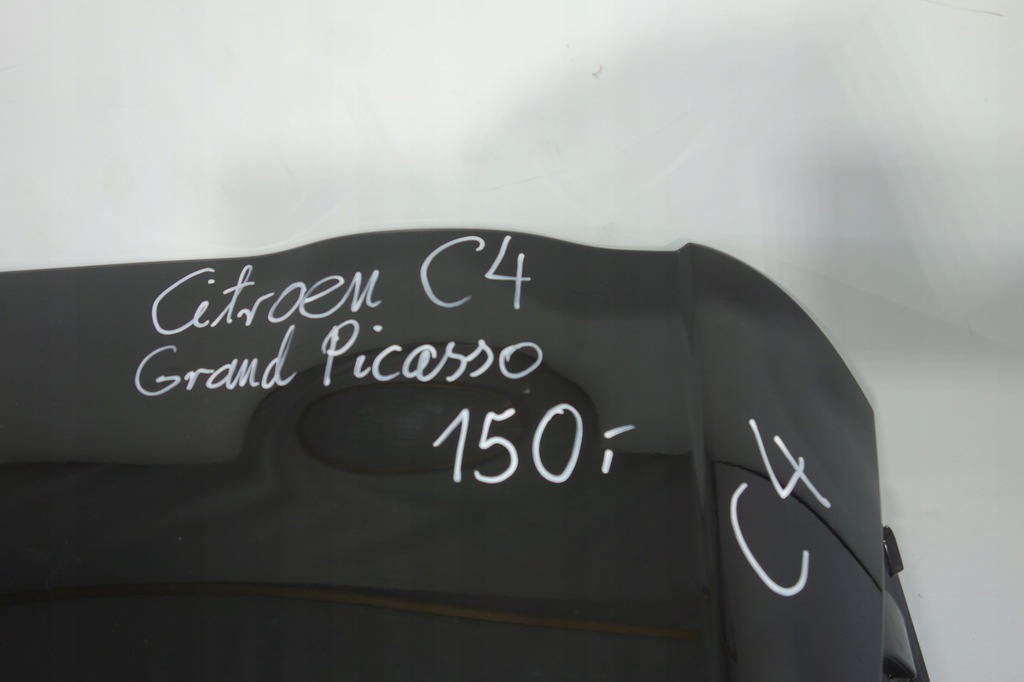 Citroen C4
Grand Picasso
150,-
C4